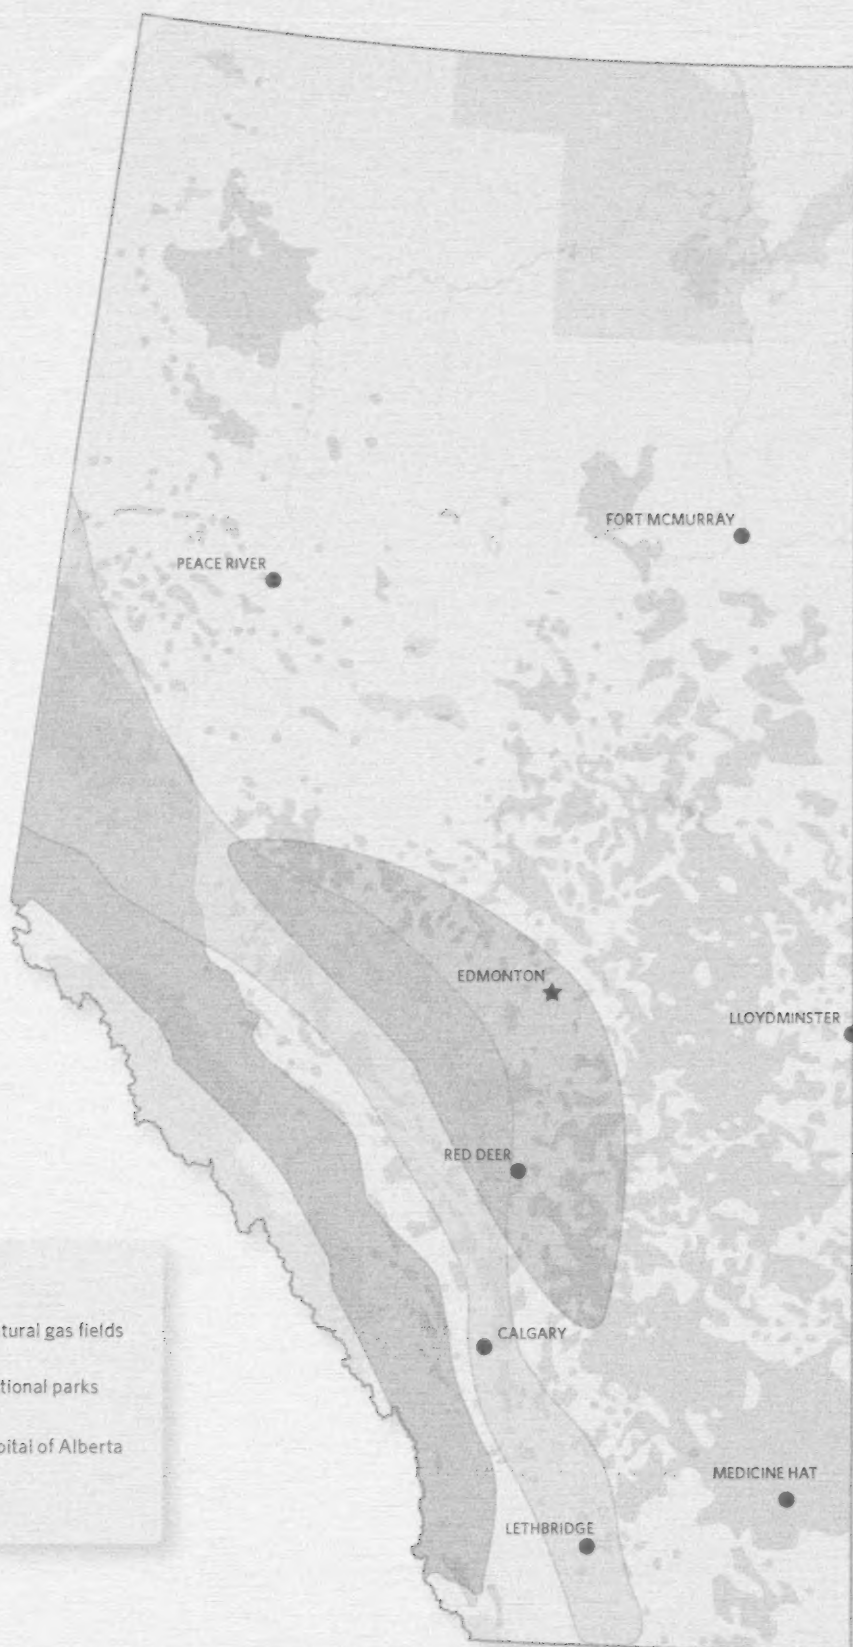 FORT MCMURRAY
PEACE RIVER
EDMONTON
LLOYDMINSTER
RED DEER
tural gas fields
CALGARY
tional parks
pital of Alberta
MEDICINE HAT
LETHBRIDGE